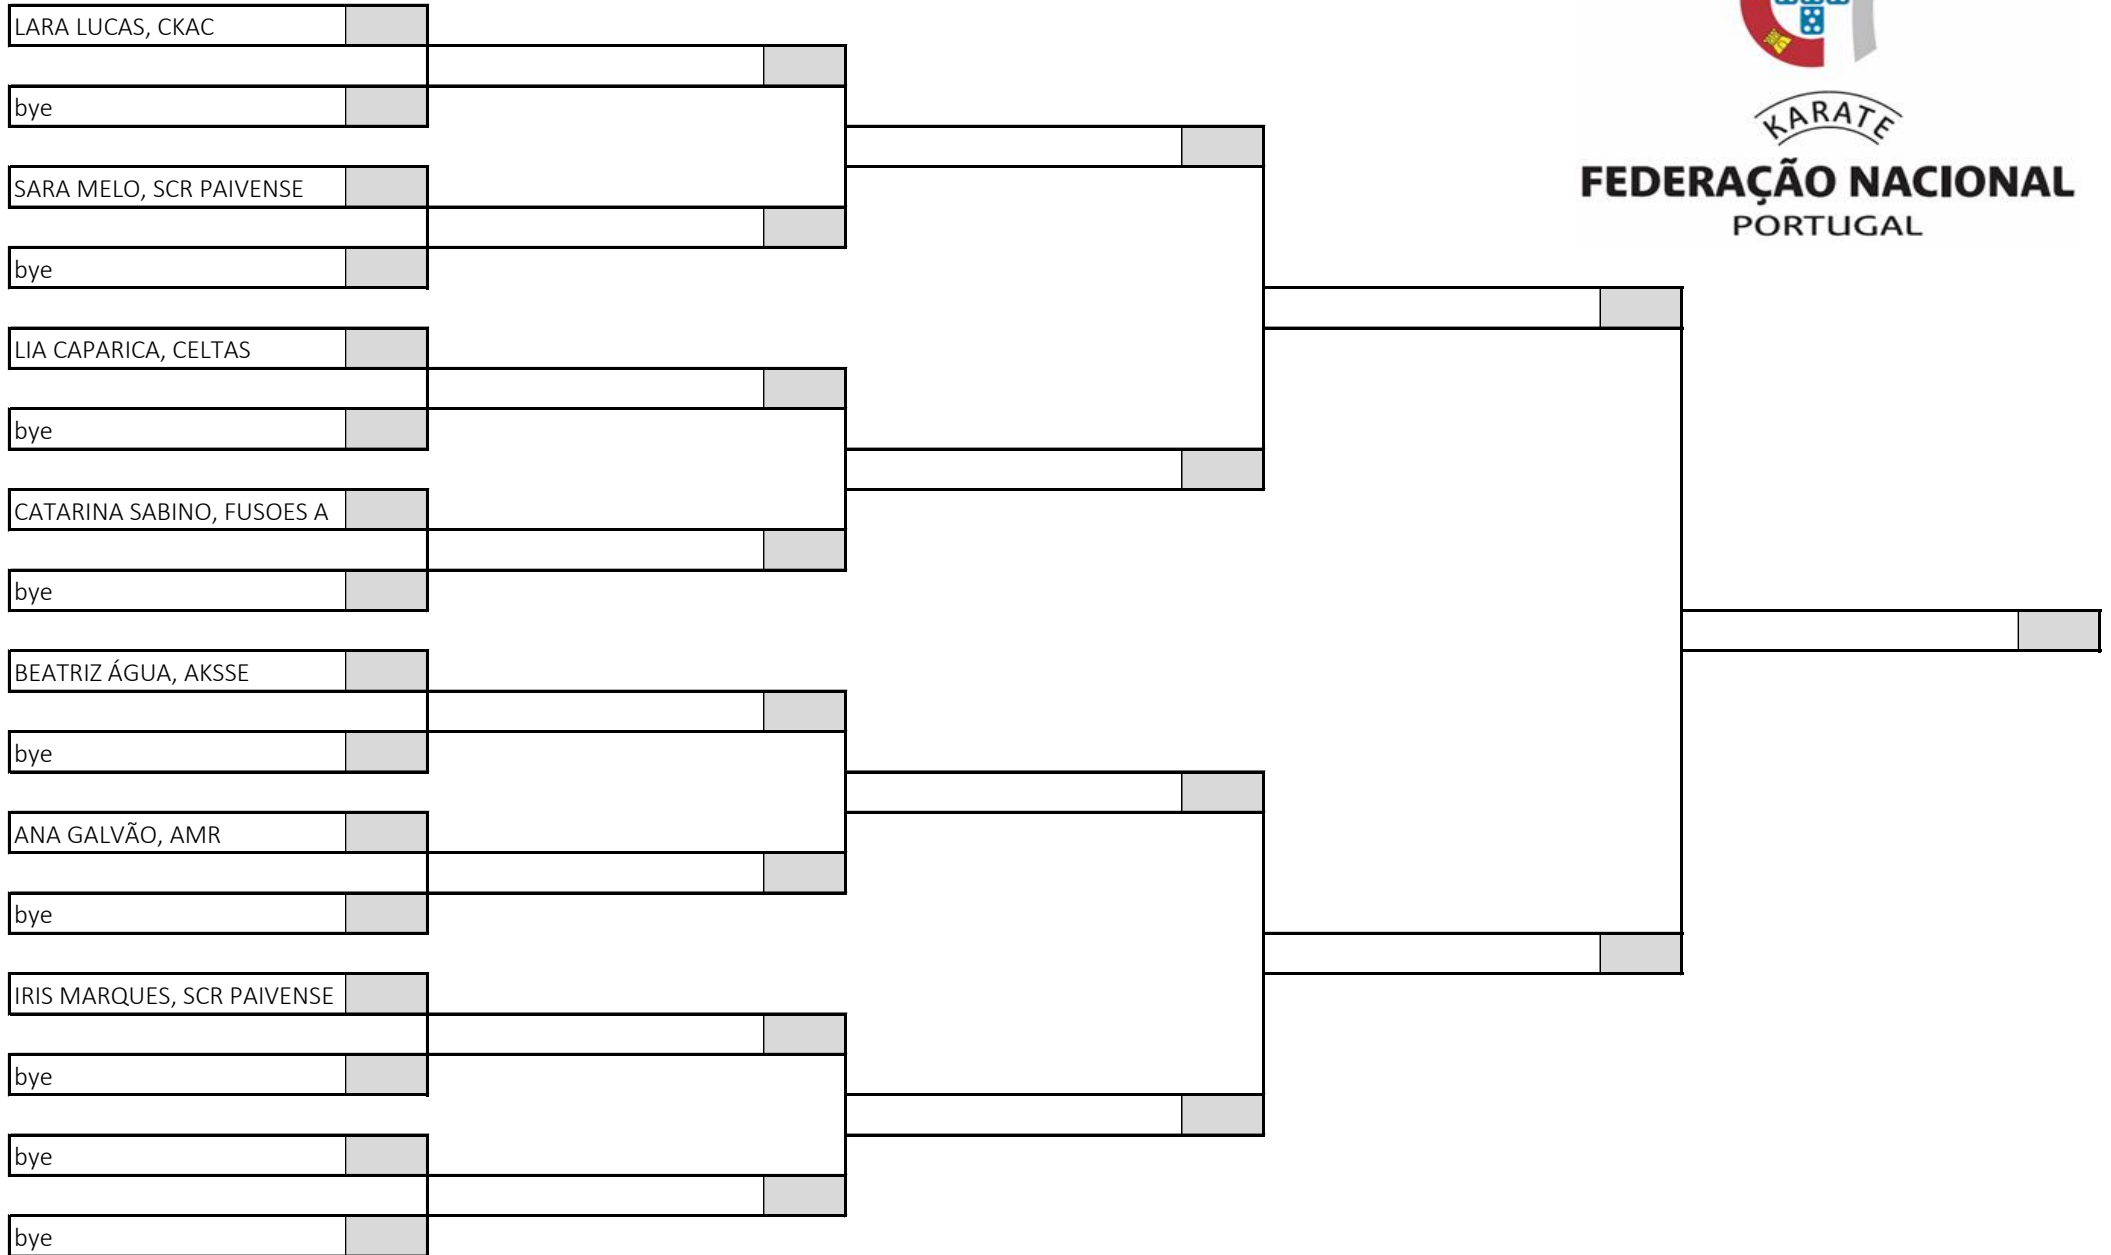 LARA LUCAS, CKAC
bye
SARA MELO, SCR PAIVENSE
bye
LIA CAPARICA, CELTAS
bye
CATARINA SABINO, FUSOES A
bye
BEATRIZ ÁGUA, AKSSE
bye
ANA GALVÃO, AMR
bye
IRIS MARQUES, SCR PAIVENSE
bye
bye
bye
KARATE
FEDERAÇÃO NACIONAL
PORTUGAL